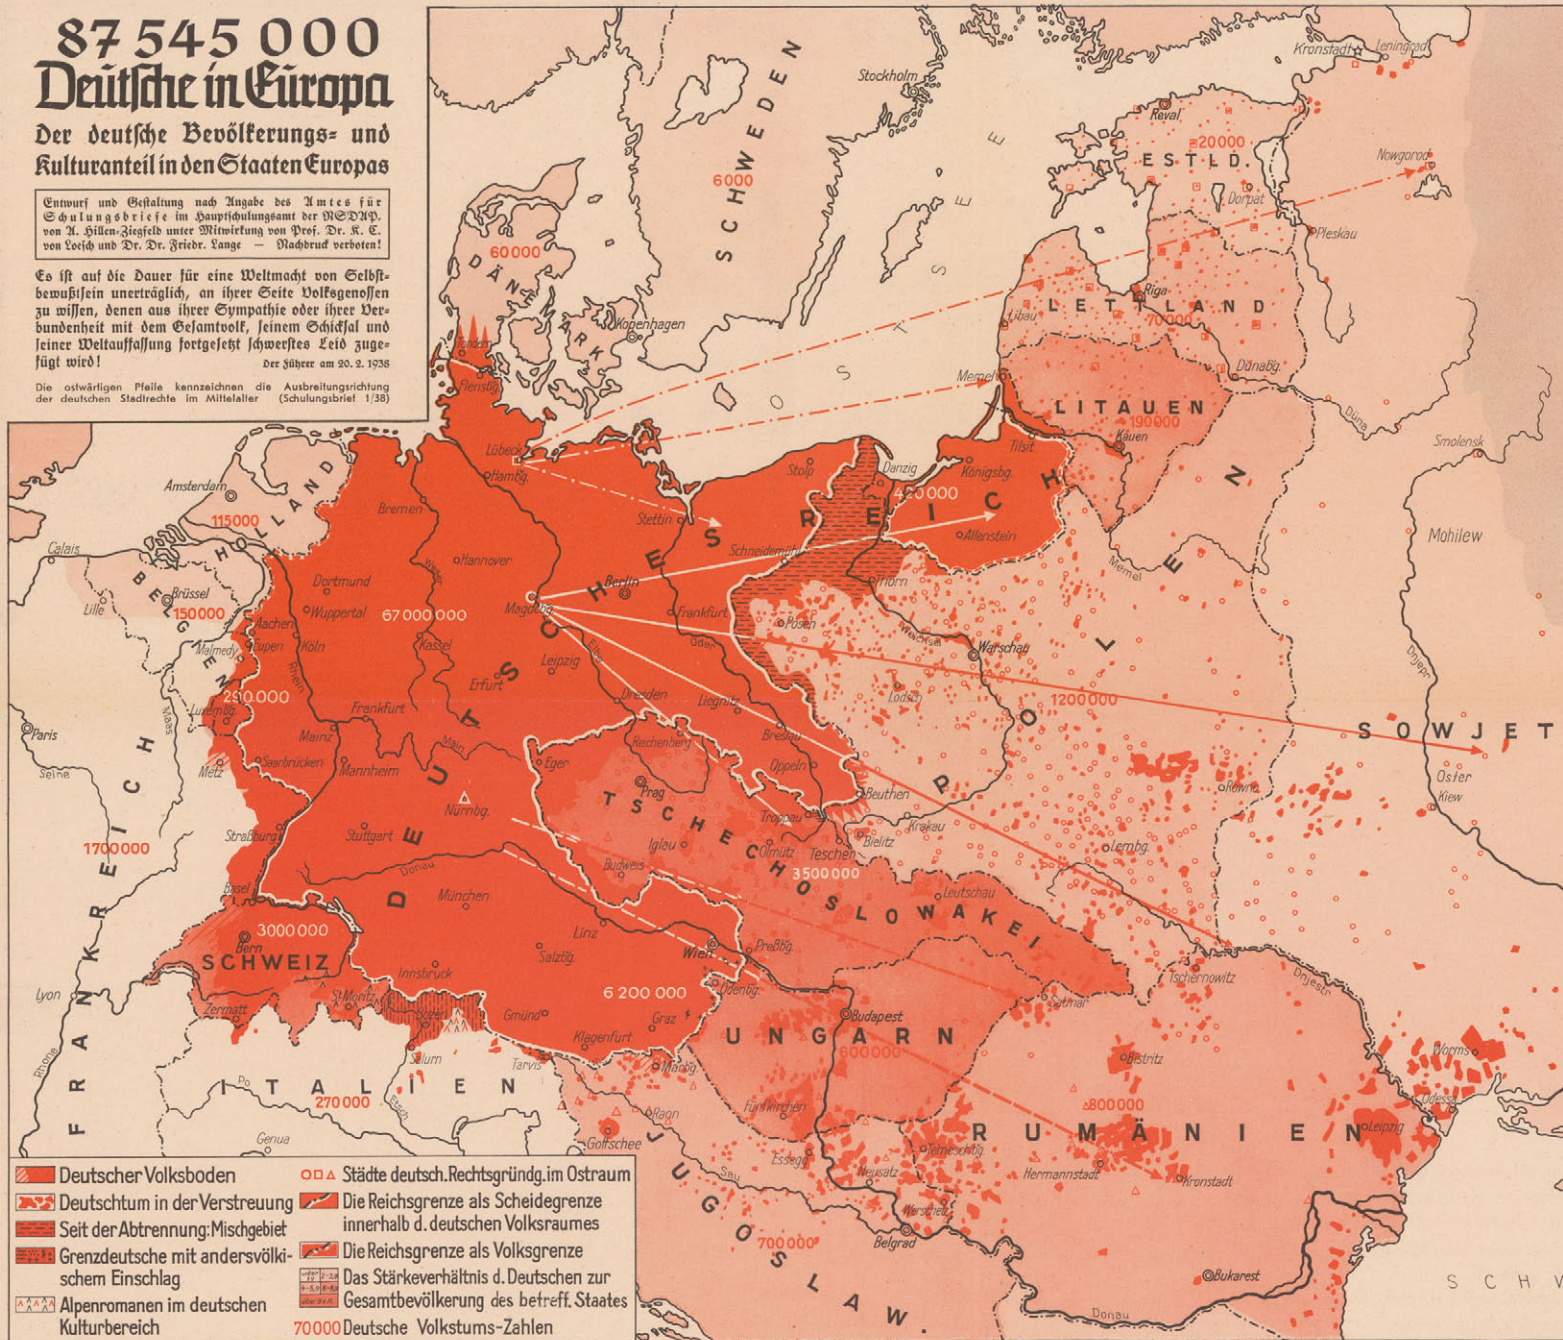 87 545 000
Deutsche in Europa
Der deutsche Bevölkerungs- und
Kulturanteil in den Staaten Europas
Entwurf und Gestaltung nach Angabe des Amtes für
Schulungsbriefe im Hauptschulungsamt der NSDAP.
von A. Hillen-Ziegfeld unter Mitwirkung von Prof. Dr. K. C.
von Loesch und Dr. Dr. Friedr. Lange — Nachdruck verboten!
Es ist auf die Dauer für eine Weltmacht von Selbst-
bewußtsein unerträglich, an ihrer Seite Volksgenossen
zu wissen, denen aus ihrer Sympathie oder ihrer Ver-
bundenheit mit dem Gesamtvolk, seinem Schicksal und
seiner Weltauffassung fortgesetzt schwerstes Leid zuge-
fügt wird!
Der Führer am 20. 2. 1938
Die ostwärtigen Pfeile kennzeichnen die Ausbreitungsrichtung
der deutschen Stadtrechte im Mittelalter (Schulungsbrief 1/38)
SCHWEDEN
6000
Stockholm
Kronstadt
Leningrad
Reval
20000
ESTLD.
Dorpat
Nowgorod
Pleskau
DÄNEMARK
60000
Kopenhagen
Tondern
Flensbg.
OSTSEE
Riga
LETTLAND
70000
Libau
Dünabg.
Düna
Memel
LITAUEN
190000
Kauen
Tilsit
Smolensk
Lübeck
Hambg.
Stolp
Danzig
400000
Königsbg.
Allenstein
Memel
Mohilew
Amsterdam
115000
HOLLAND
Bremen
Stettin
Schneidemühl
Thorn
Calais
BELGIEN
Brüssel
150000
Lille
Hannover
Weser
Dortmund
Wuppertal
67 000 000
Magdbg.
Berlin
Frankfurt
Oder
Posen
Weichsel
Warschau
POLEN
Aachen
Eupen
Köln
Malmedy
Kassel
Leipzig
Elbe
Erfurt
Rhein
Lodsch
1200000
Dnjepr
290000
Luxembg.
Maas
Frankfurt
Dresden
Liegnitz
Breslau
SOWJET
Paris
Seine
Mainz
Main
Reichenberg
Metz
Saarbrücken
Mannheim
Eger
Oppeln
Beuthen
Rowno
Oster
Kiew
DEUTSCHES REICH
Nürnbg.
Prag
Troppau
Krakau
Straßburg
Stuttgart
Iglau
Olmütz
Teschen
Bielitz
Lembg.
FRANKREICH
1700000
TSCHECHOSLOWAKEI
3500000
Budweis
Donau
Leutschau
Basel
München
3000000
Bern
SCHWEIZ
Linz
Salzbg.
Wien
Preßbg.
Tschernowitz
Dnjestr
Lyon
Innsbruck
6 200 000
Ödenbg.
Satmar
St.Moritz
Zermatt
Bozen
Gmünd
Graz
Klagenfurt
UNGARN
Budapest
600000
Rhone
Salurn
Tarvis
Marbg.
Bistritz
Worms
Odessa
Po
ITALIEN
270000
Etsch
Genua
Rann
Gottschee
Fünfkirchen
800000
Leipzig
RUMÄNIEN
Essegg
Neusatz
Temeschbg.
Hermannstadt
Kronstadt
Sau
JUGOSLAW.
700000
Werschetz
Belgrad
Bukarest
Donau
SCHW
Deutscher Volksboden
Deutschtum in der Verstreuung
Seit der Abtrennung: Mischgebiet
Grenzdeutsche mit andersvölki-
schem Einschlag
Alpenromanen im deutschen
Kulturbereich
Städte deutsch. Rechtsgründg. im Ostraum
Die Reichsgrenze als Scheidegrenze
innerhalb d. deutschen Volksraumes
Die Reichsgrenze als Volksgrenze
Das Stärkeverhältnis d. Deutschen zur
Gesamtbevölkerung des betreff. Staates
70000 Deutsche Volkstums-Zahlen